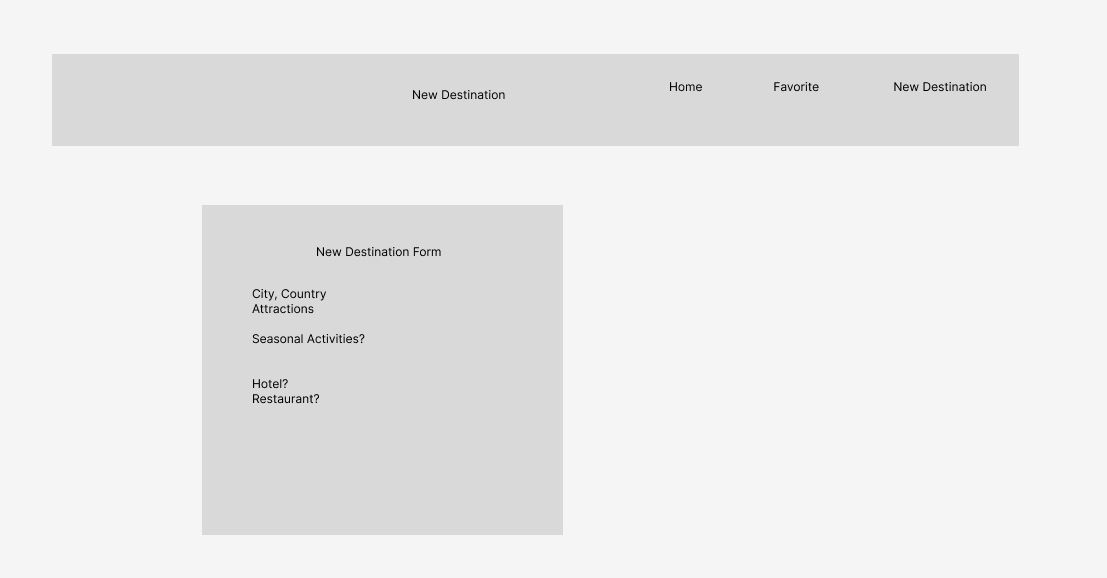 New Destination
Home
Favorite
New Destination
New Destination Form
City, Country
Attractions
Seasonal Activities?
Hotel?
Restaurant?